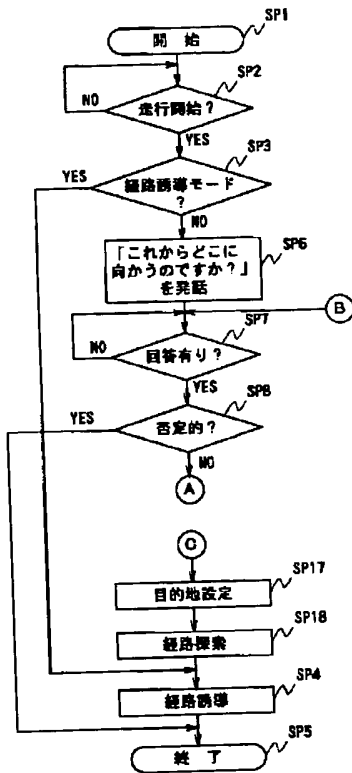 SP1
開 始
SP2
走行開始？
NO
YES
SP3
経路誘導モード
？
YES
NO
SP6
「これからどこに
向かうのですか？」
を発話
B
SP7
回答有り？
NO
YES
SP8
否定的？
YES
NO
A
C
SP17
目的地設定
SP18
経路探索
SP4
経路誘導
SP5
終 了